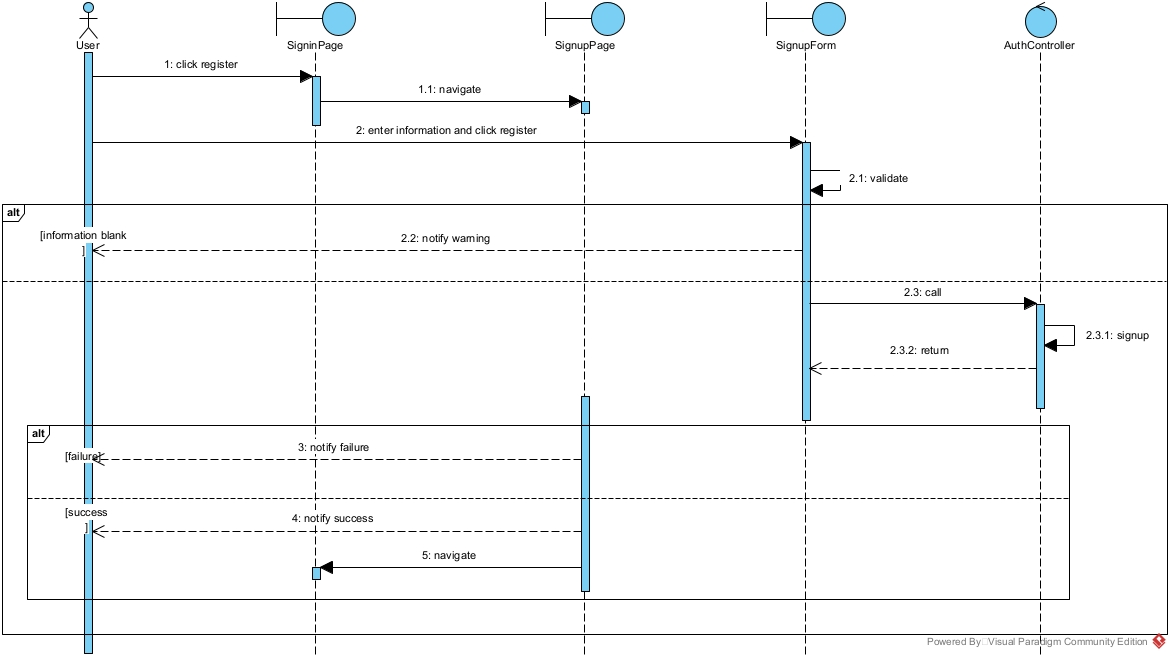 User
SigninPage
SignupPage
SignupForm
AuthController
1: click register
1.1: navigate
2: enter information and click register
2.1: validate
alt
[information blank
]
2.2: notify warning
2.3: call
2.3.1: signup
2.3.2: return
alt
3: notify failure
[failure]
[success
]
4: notify success
5: navigate
Powered By Visual Paradigm Community Edition